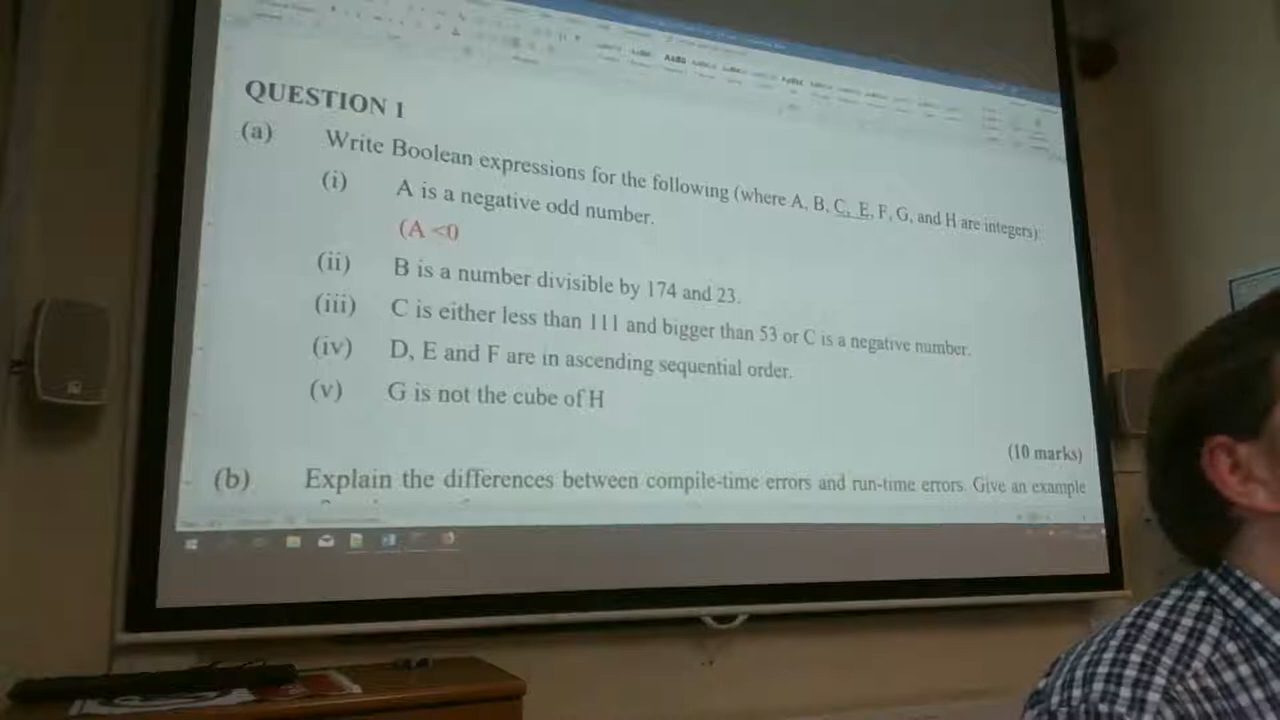 QUESTION 1
(a) Write Boolean expressions for the following (where A, B, C, E, F, G, and H are integers):
(i) A is a negative odd number.
(A <0
(ii) B is a number divisible by 174 and 23.
(iii) C is either less than 111 and bigger than 53 or C is a negative number.
(iv) D, E and F are in ascending sequential order.
(v) G is not the cube of H
(10 marks)
(b) Explain the differences between compile-time errors and run-time errors. Give an example